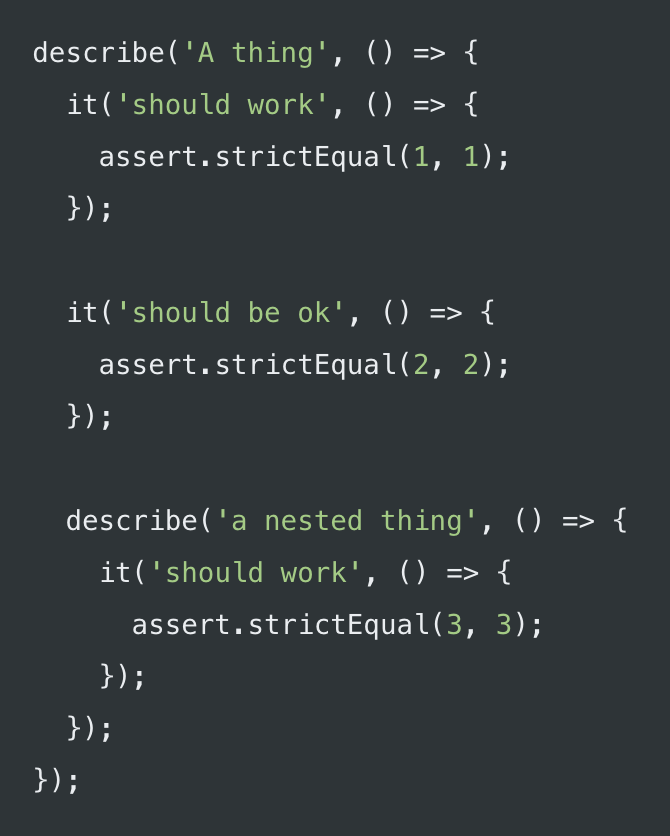 describe('A thing', () => {
  it('should work', () => {
    assert.strictEqual(1, 1);
  });

  it('should be ok', () => {
    assert.strictEqual(2, 2);
  });

  describe('a nested thing', () => {
    it('should work', () => {
      assert.strictEqual(3, 3);
    });
  });
});